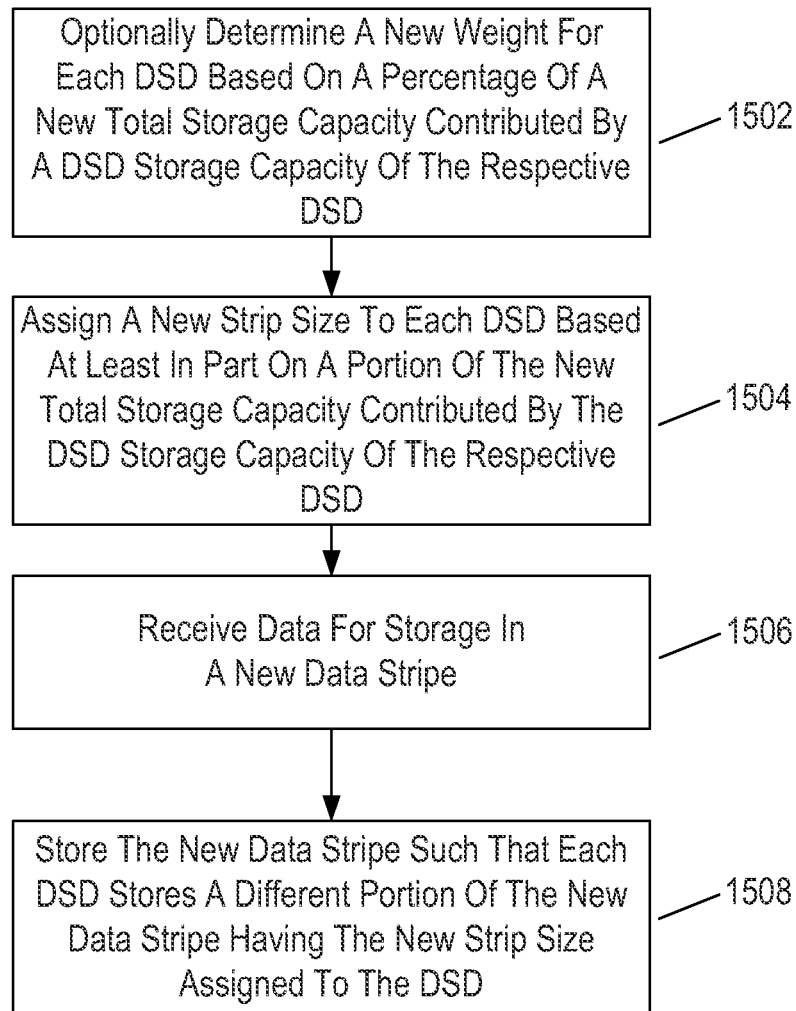 Optionally Determine A New Weight For
Each DSD Based On A Percentage Of A
New Total Storage Capacity Contributed By
A DSD Storage Capacity Of The Respective
DSD
1502
Assign A New Strip Size To Each DSD Based
At Least In Part On A Portion Of The New
Total Storage Capacity Contributed By The
DSD Storage Capacity Of The Respective
DSD
1504
Receive Data For Storage In
A New Data Stripe
1506
Store The New Data Stripe Such That Each
DSD Stores A Different Portion Of The New
Data Stripe Having The New Strip Size
Assigned To The DSD
1508